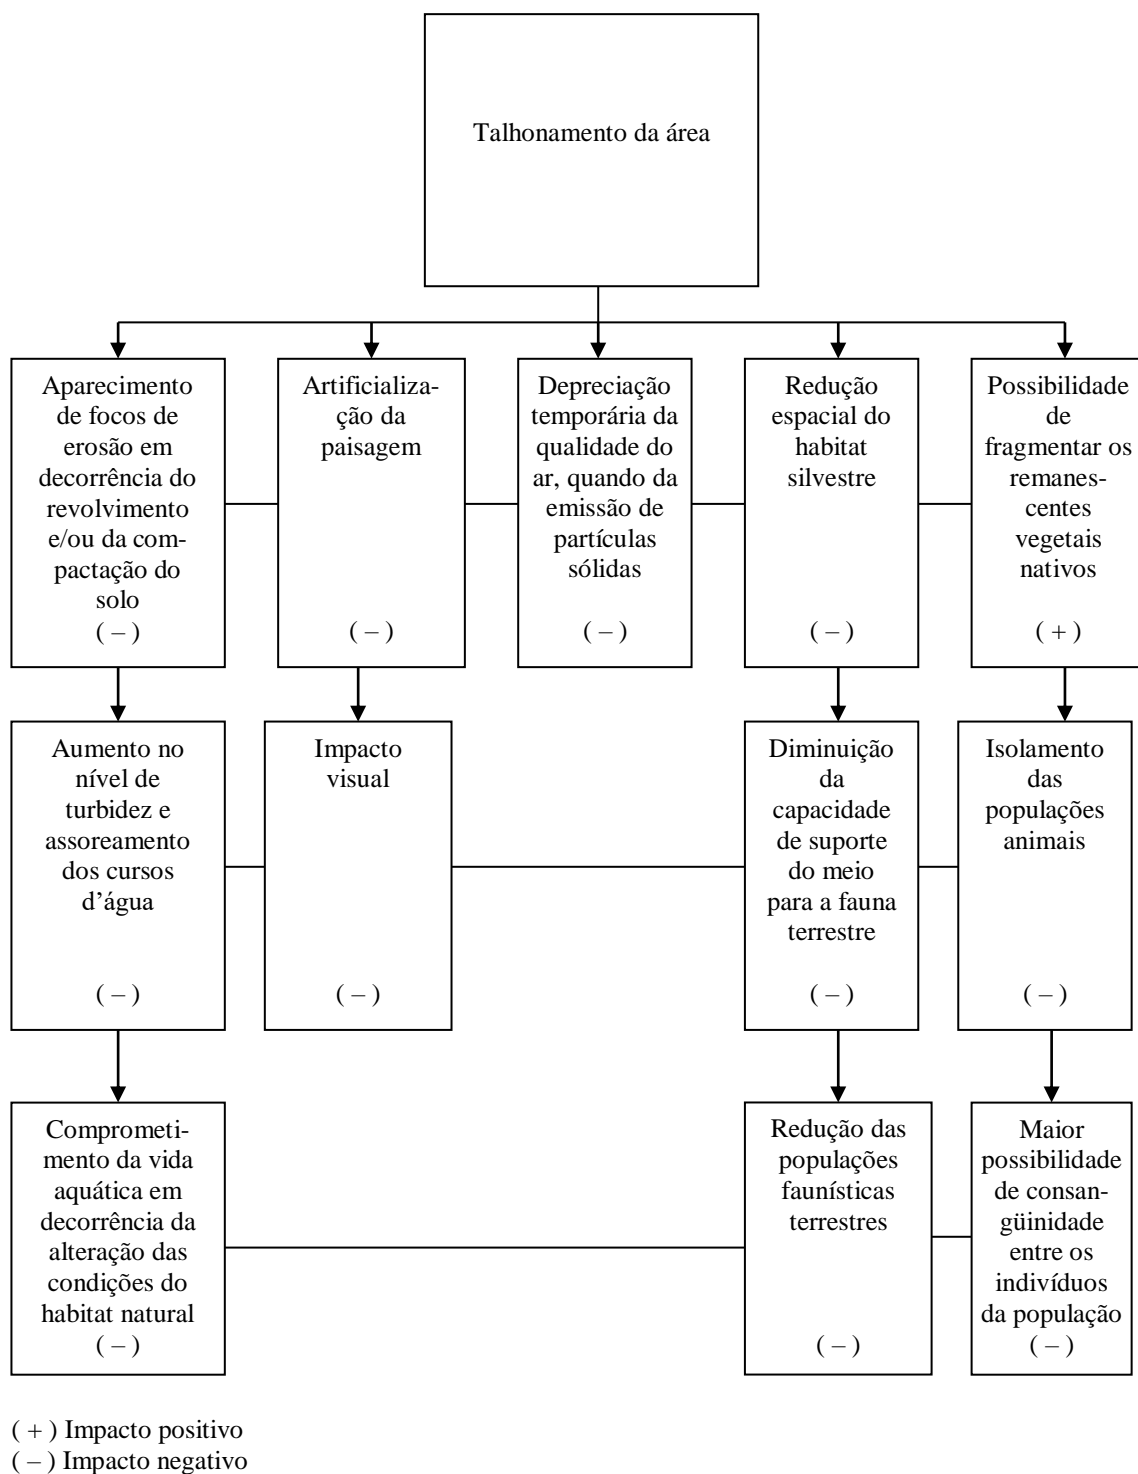 Talhonamento da área
Aparecimento
de focos de
erosão em
decorrência do
revolvimento
e/ou da com-
pactação do
solo
( – )
Artificializa-
ção da
paisagem
( – )
Depreciação
temporária da
qualidade do
ar, quando da
emissão de
partículas
sólidas
( – )
Redução
espacial do
habitat
silvestre
( – )
Possibilidade
de
fragmentar os
remanes-
centes
vegetais
nativos
( + )
Aumento no
nível de
turbidez e
assoreamento
dos cursos
d’água
( – )
Impacto
visual
( – )
Diminuição
da
capacidade
de suporte
do meio
para a fauna
terrestre
( – )
Isolamento
das
populações
animais
( – )
Comprometi-
mento da vida
aquática em
decorrência da
alteração das
condições do
habitat natural
( – )
Redução das
populações
faunísticas
terrestres
( – )
Maior
possibilidade
de consan-
güinidade
entre os
indivíduos
da população
( – )
( + ) Impacto positivo
( – ) Impacto negativo